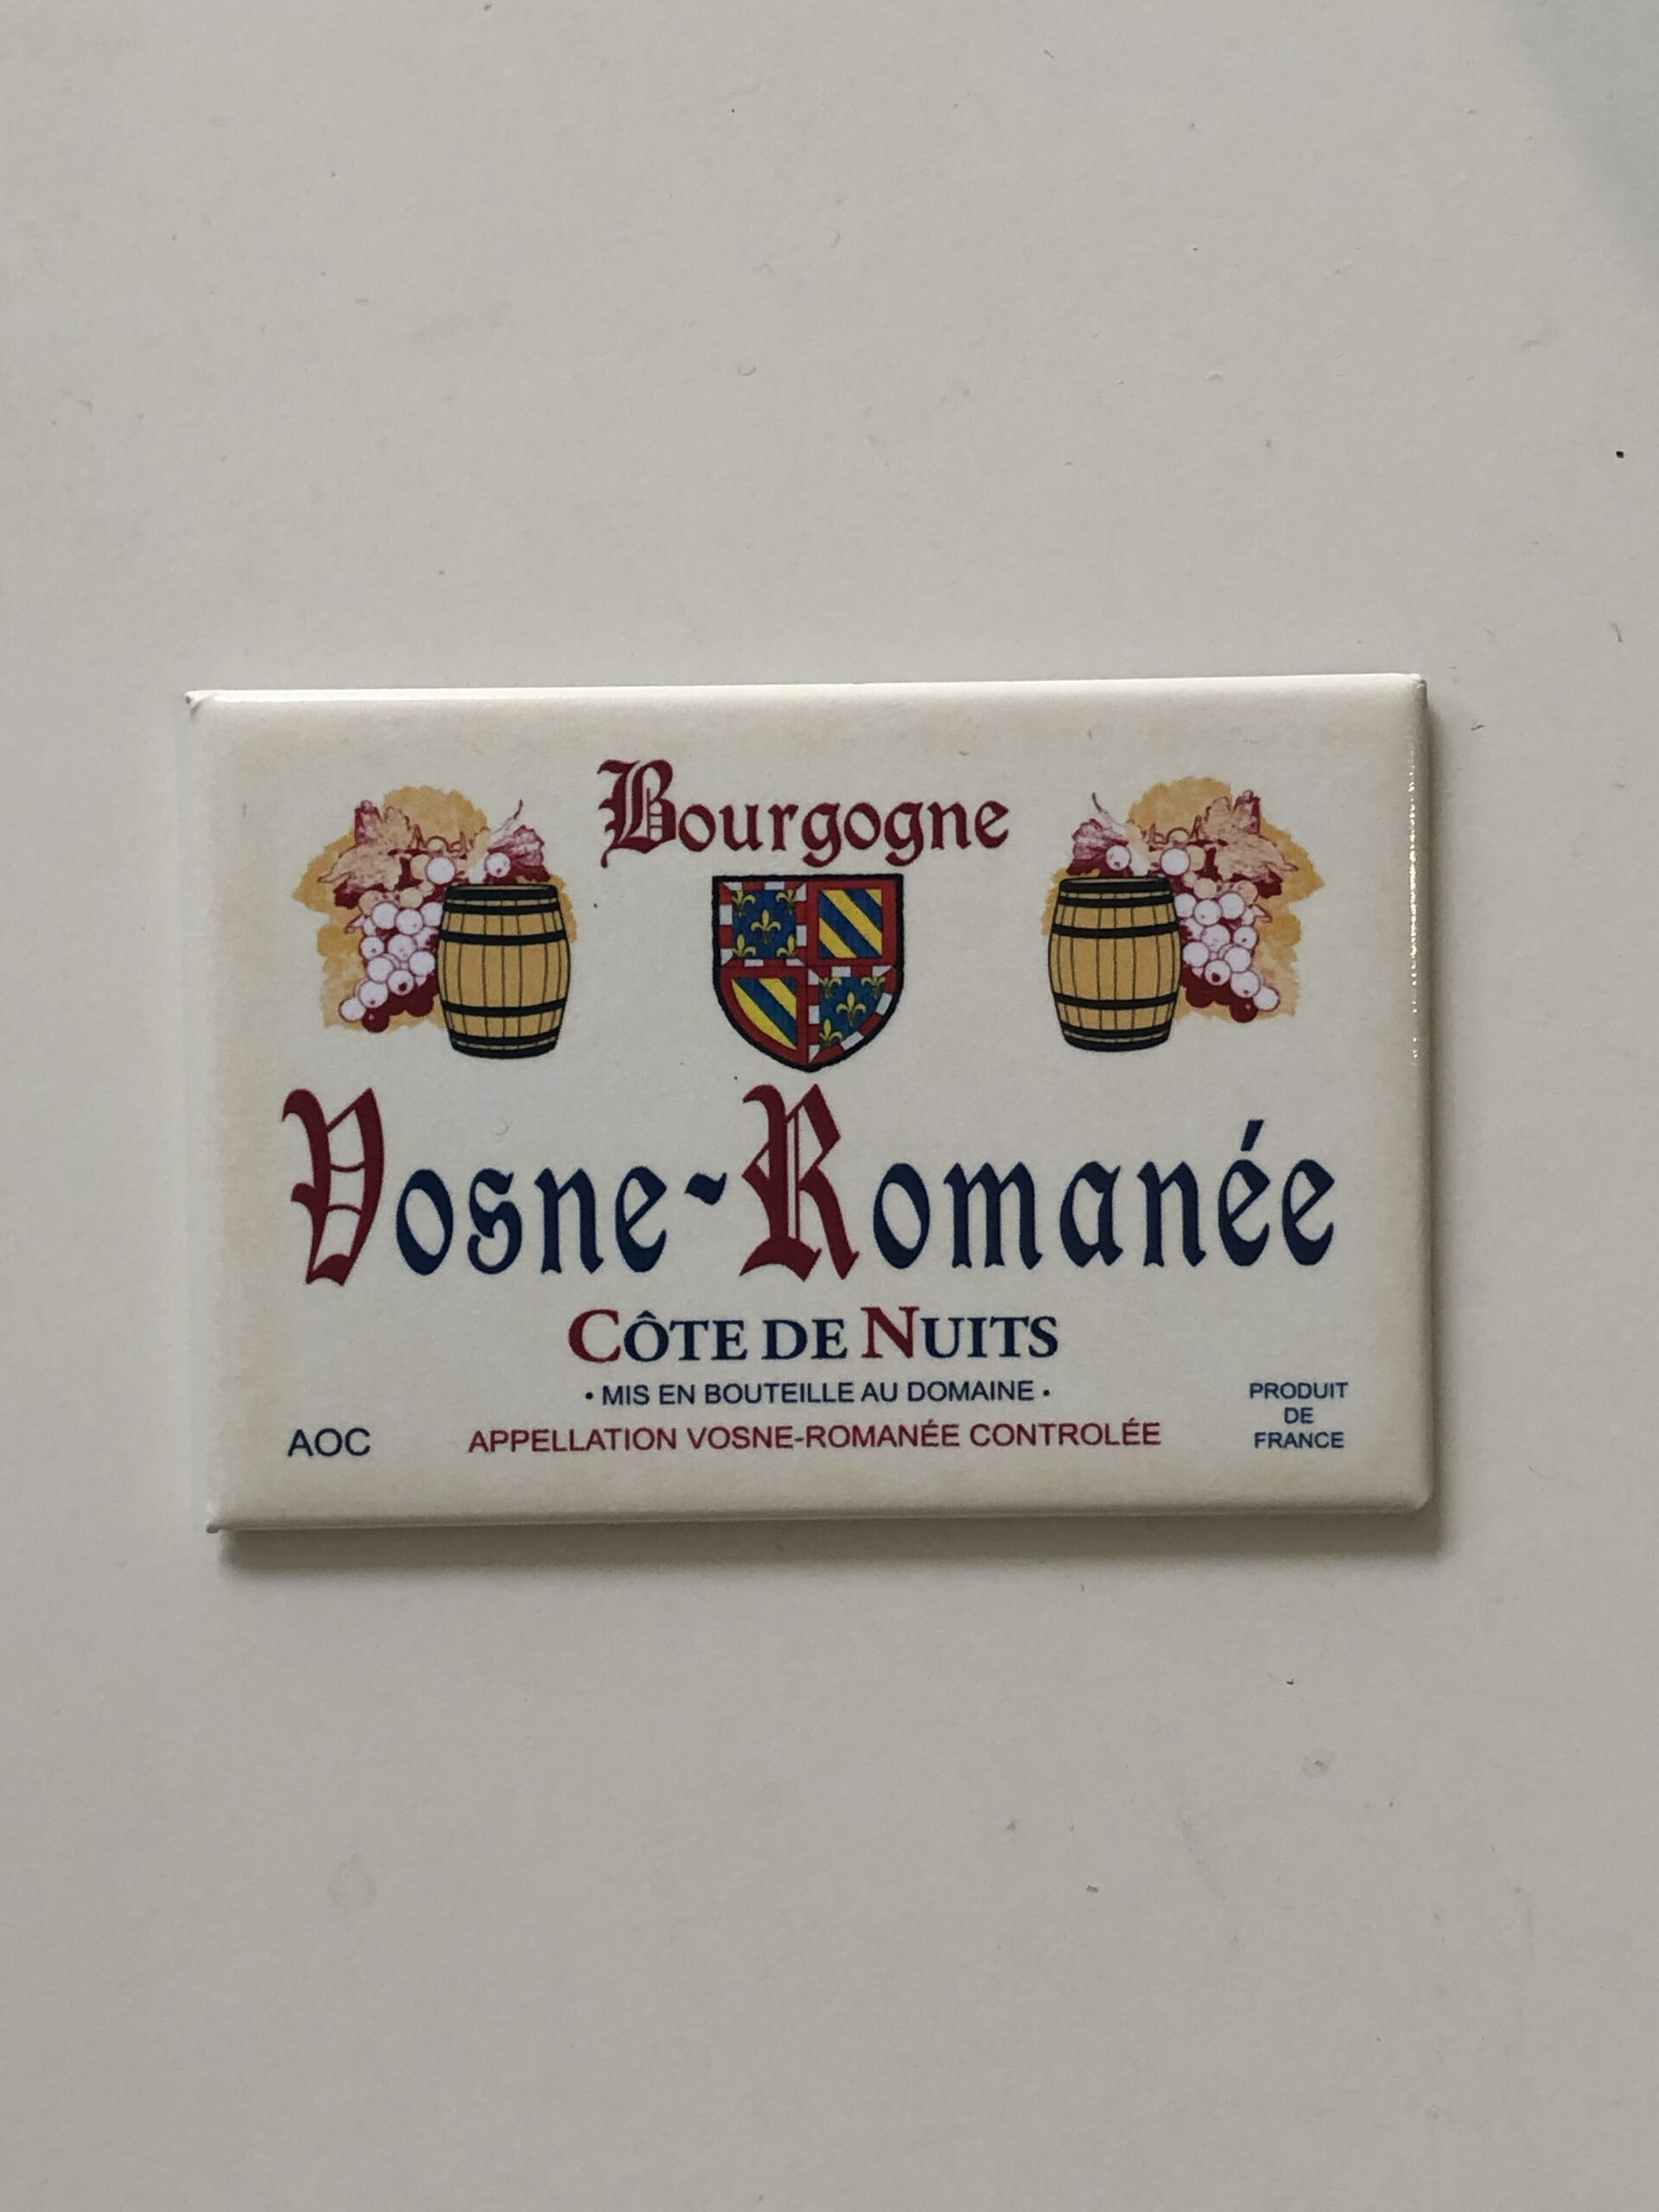 Bourgogne
Vosne-Romanée
CÔTE DE NUITS
• MIS EN BOUTEILLE AU DOMAINE •
AOC
APPELLATION VOSNE-ROMANÉE CONTROLÉE
PRODUIT
DE
FRANCE